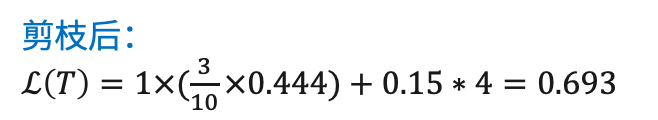 剪枝后：
ℒ(T) = 1×(3/10×0.444) + 0.15 * 4 = 0.693